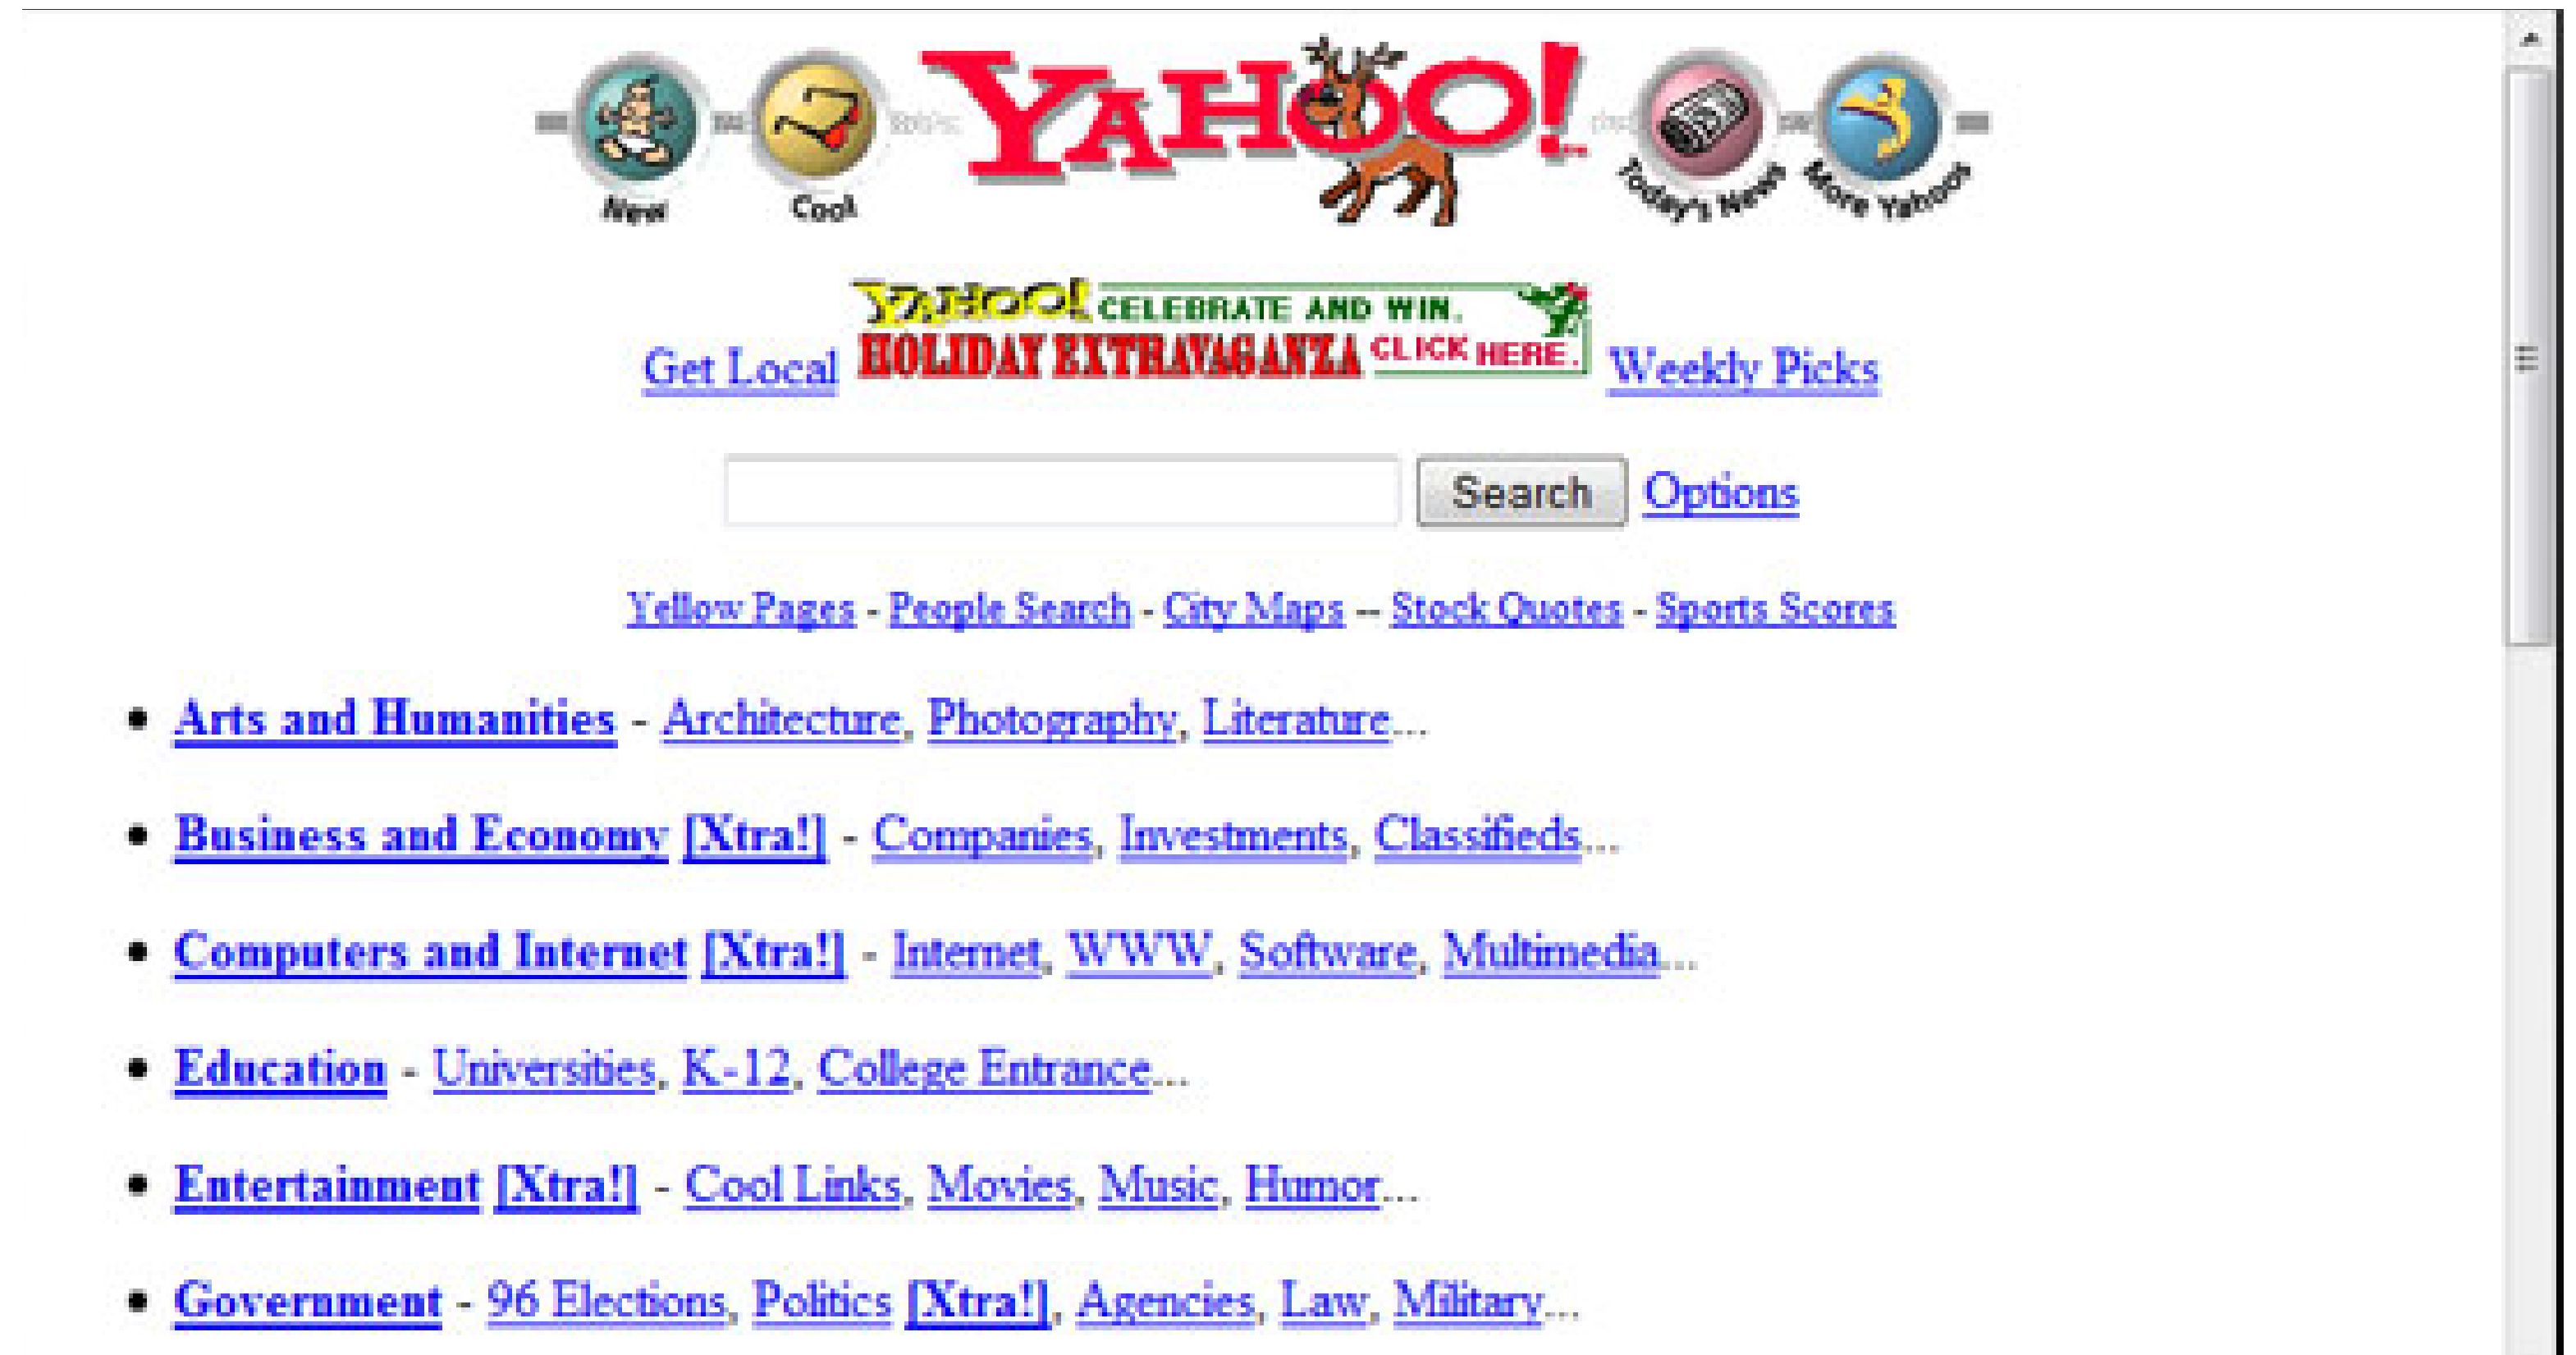 YAHOO!
New Cool Today's News More Yahoos
YAHOO! CELEBRATE AND WIN.
Get Local HOLIDAY EXTRAVAGANZA CLICK HERE. Weekly Picks
Search Options
Yellow Pages - People Search - City Maps -- Stock Quotes - Sports Scores
• Arts and Humanities - Architecture, Photography, Literature...
• Business and Economy [Xtra!] - Companies, Investments, Classifieds...
• Computers and Internet [Xtra!] - Internet, WWW, Software, Multimedia...
• Education - Universities, K-12, College Entrance...
• Entertainment [Xtra!] - Cool Links, Movies, Music, Humor...
• Government - 96 Elections, Politics [Xtra!], Agencies, Law, Military...